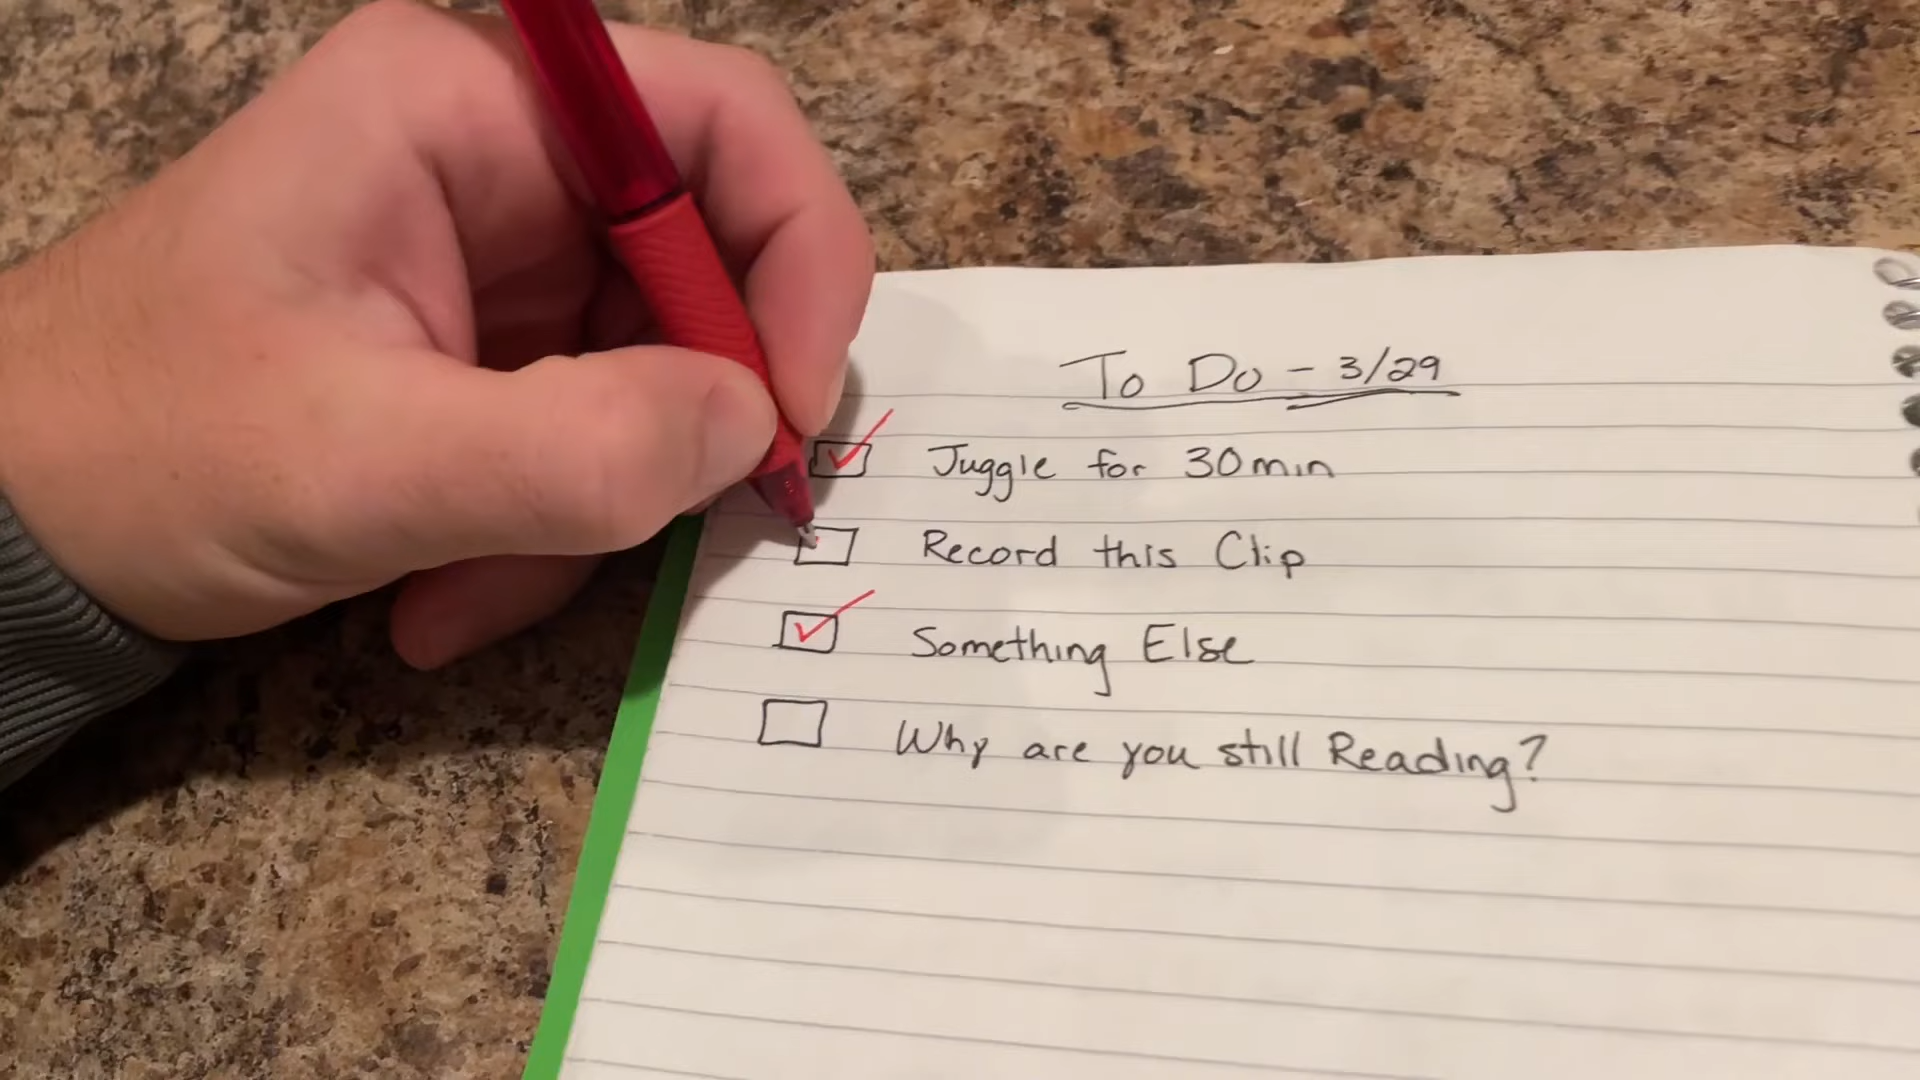 To Do - 3/29
Juggle for 30min
Record this Clip
Something Else
Why are you still Reading?